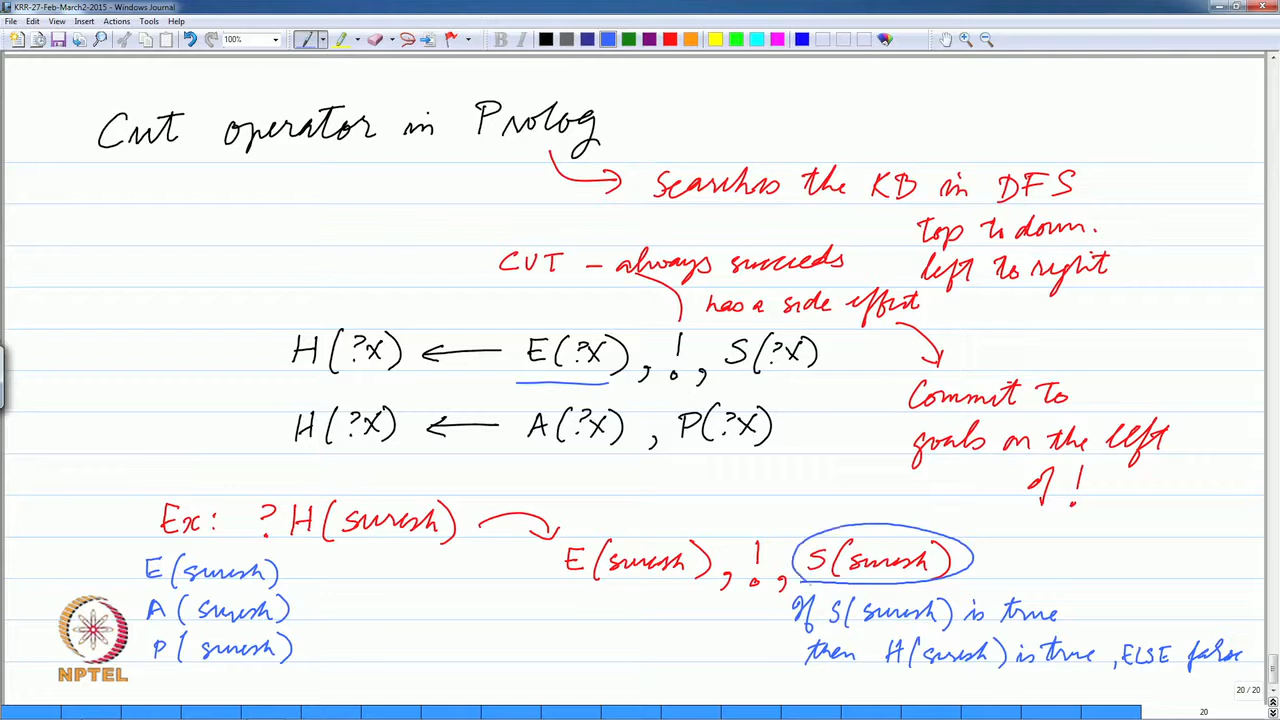 KRR-27-Feb-March2-2015 - Windows Journal
File Edit View Insert Actions Tools Help
100%
B I
Cut operator in Prolog
Searches the KB in DFS
top to down.
left to right
CUT - always succeeds
has a side effect
H(?X) ← E(?X), !, S(?X)
H(?X) ← A(?X), P(?X)
Commit to
goals on the left
of !
Ex: ? H(suresh)
E(suresh), !, S(suresh)
E(suresh)
A(suresh)
P(suresh)
If S(suresh) is true
then H(suresh) is true, ELSE false
NPTEL
20 / 20
20